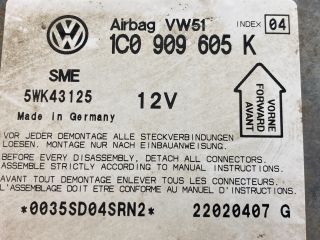 Airbag VW51 INDEX 04
1C0 909 605 K
SME
5WK43125 12V
Made in Germany
VORNE
FORWARD
AVANT
VOR JEDER DEMONTAGE ALLE STECKVERBINDUNGEN
LOESEN. MONTAGE NUR NACH EINBAUANWEISUNG.
BEFORE EVERY DISASSEMBLY, DETACH ALL CONNECTORS.
ASSEMBLE STRICTLY ACCORDING TO MANUAL INSTRUCTIONS.
AVANT DEMONTAGE ENLEVER TOUS LES CONNECTEURS.
L'ASSEMBLAGE DOIT ETRE CONFORME AU MANUEL D'INSTRUCTIONS.
*0035SD04SRN2* 22020407 G